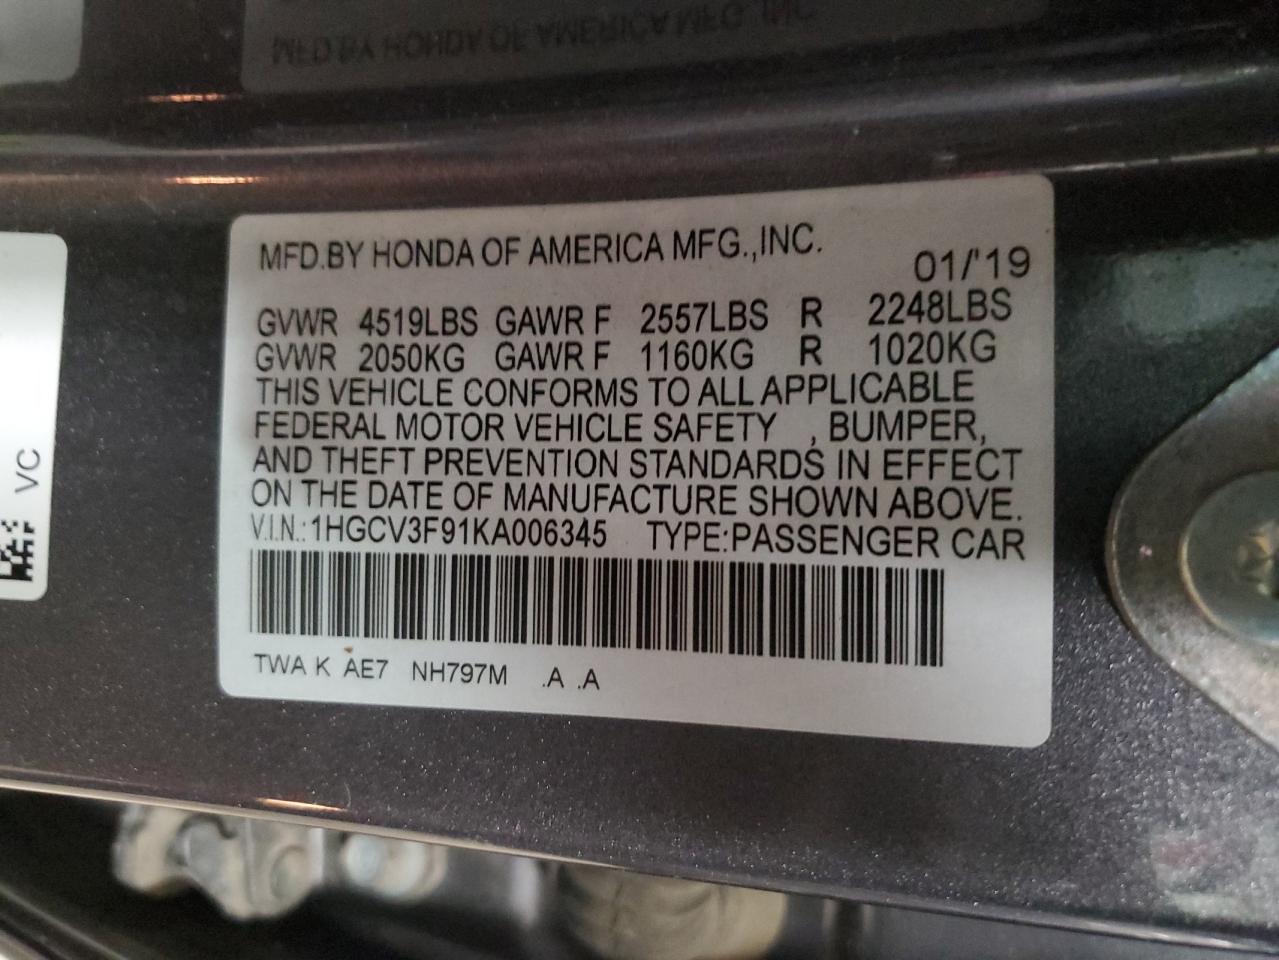 MFD.BY HONDA OF AMERICA MFG.,INC.
01/'19
GVWR 4519LBS GAWR F 2557LBS R 2248LBS
GVWR 2050KG GAWR F 1160KG R 1020KG
THIS VEHICLE CONFORMS TO ALL APPLICABLE
FEDERAL MOTOR VEHICLE SAFETY , BUMPER,
AND THEFT PREVENTION STANDARDS IN EFFECT
ON THE DATE OF MANUFACTURE SHOWN ABOVE.
V.I.N.:1HGCV3F91KA006345 TYPE:PASSENGER CAR
TWA K AE7 NH797M .A .A
VC